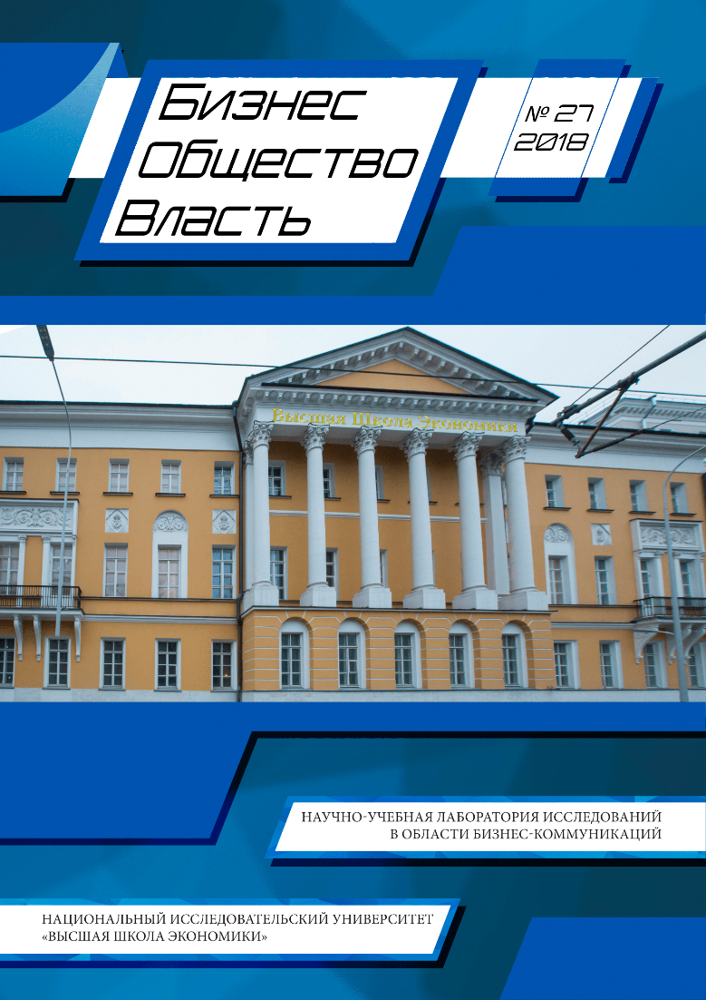 Бизнес
Общество
Власть
№ 27
2018
Высшая Школа Экономики
НАУЧНО-УЧЕБНАЯ ЛАБОРАТОРИЯ ИССЛЕДОВАНИЙ
В ОБЛАСТИ БИЗНЕС-КОММУНИКАЦИЙ
НАЦИОНАЛЬНЫЙ ИССЛЕДОВАТЕЛЬСКИЙ УНИВЕРСИТЕТ
«ВЫСШАЯ ШКОЛА ЭКОНОМИКИ»